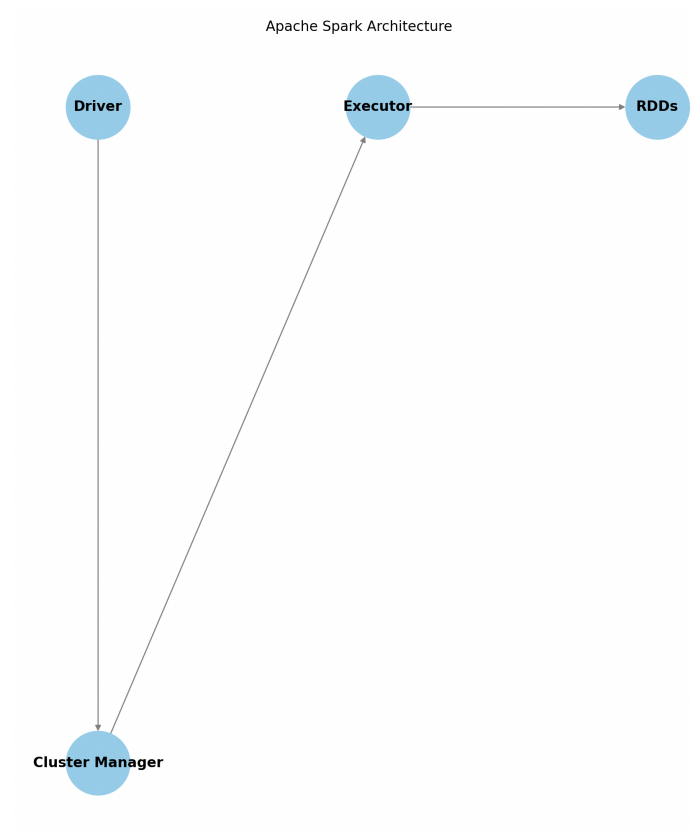 Apache Spark Architecture
Driver
Executor
RDDs
Cluster Manager